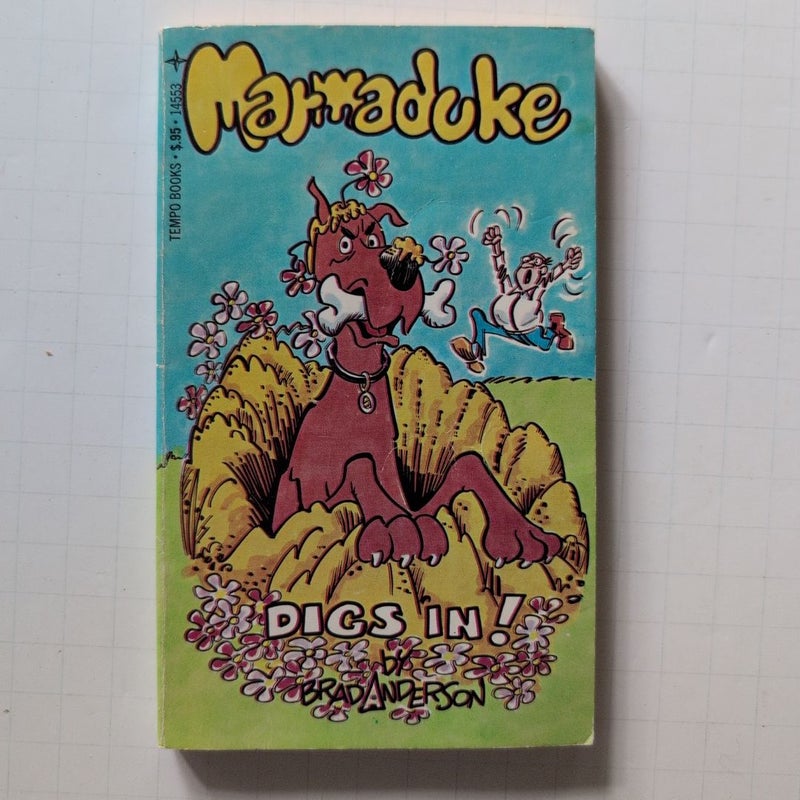 Marmaduke
TEMPO BOOKS • $.95 • 14553
DIGS IN!
by
BRAD ANDERSON